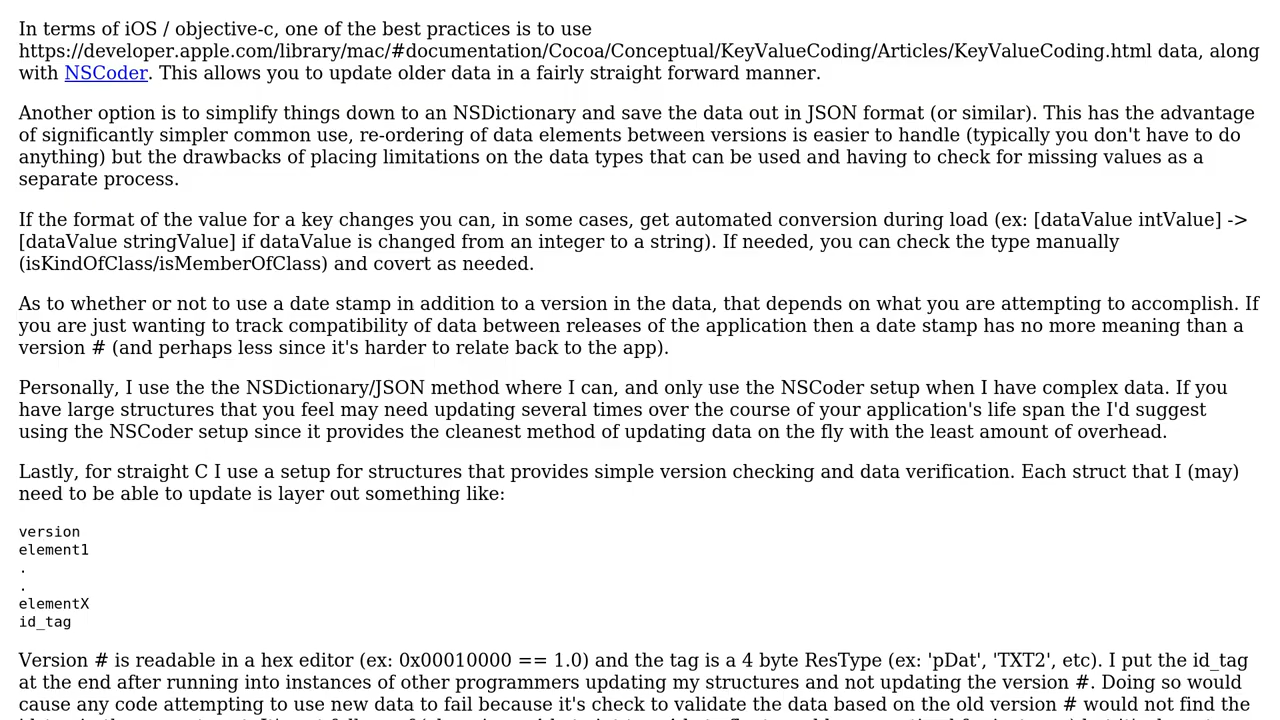 In terms of iOS / objective-c, one of the best practices is to use
https://developer.apple.com/library/mac/#documentation/Cocoa/Conceptual/KeyValueCoding/Articles/KeyValueCoding.html data, along
with NSCoder. This allows you to update older data in a fairly straight forward manner.
Another option is to simplify things down to an NSDictionary and save the data out in JSON format (or similar). This has the advantage
of significantly simpler common use, re-ordering of data elements between versions is easier to handle (typically you don't have to do
anything) but the drawbacks of placing limitations on the data types that can be used and having to check for missing values as a
separate process.
If the format of the value for a key changes you can, in some cases, get automated conversion during load (ex: [dataValue intValue] ->
[dataValue stringValue] if dataValue is changed from an integer to a string). If needed, you can check the type manually
(isKindOfClass/isMemberOfClass) and covert as needed.
As to whether or not to use a date stamp in addition to a version in the data, that depends on what you are attempting to accomplish. If
you are just wanting to track compatibility of data between releases of the application then a date stamp has no more meaning than a
version # (and perhaps less since it's harder to relate back to the app).
Personally, I use the the NSDictionary/JSON method where I can, and only use the NSCoder setup when I have complex data. If you
have large structures that you feel may need updating several times over the course of your application's life span the I'd suggest
using the NSCoder setup since it provides the cleanest method of updating data on the fly with the least amount of overhead.
Lastly, for straight C I use a setup for structures that provides simple version checking and data verification. Each struct that I (may)
need to be able to update is layer out something like:
version
element1
.
.
elementX
id_tag
Version # is readable in a hex editor (ex: 0x00010000 == 1.0) and the tag is a 4 byte ResType (ex: 'pDat', 'TXT2', etc). I put the id_tag
at the end after running into instances of other programmers updating my structures and not updating the version #. Doing so would
cause any code attempting to use new data to fail because it's check to validate the data based on the old version # would not find the